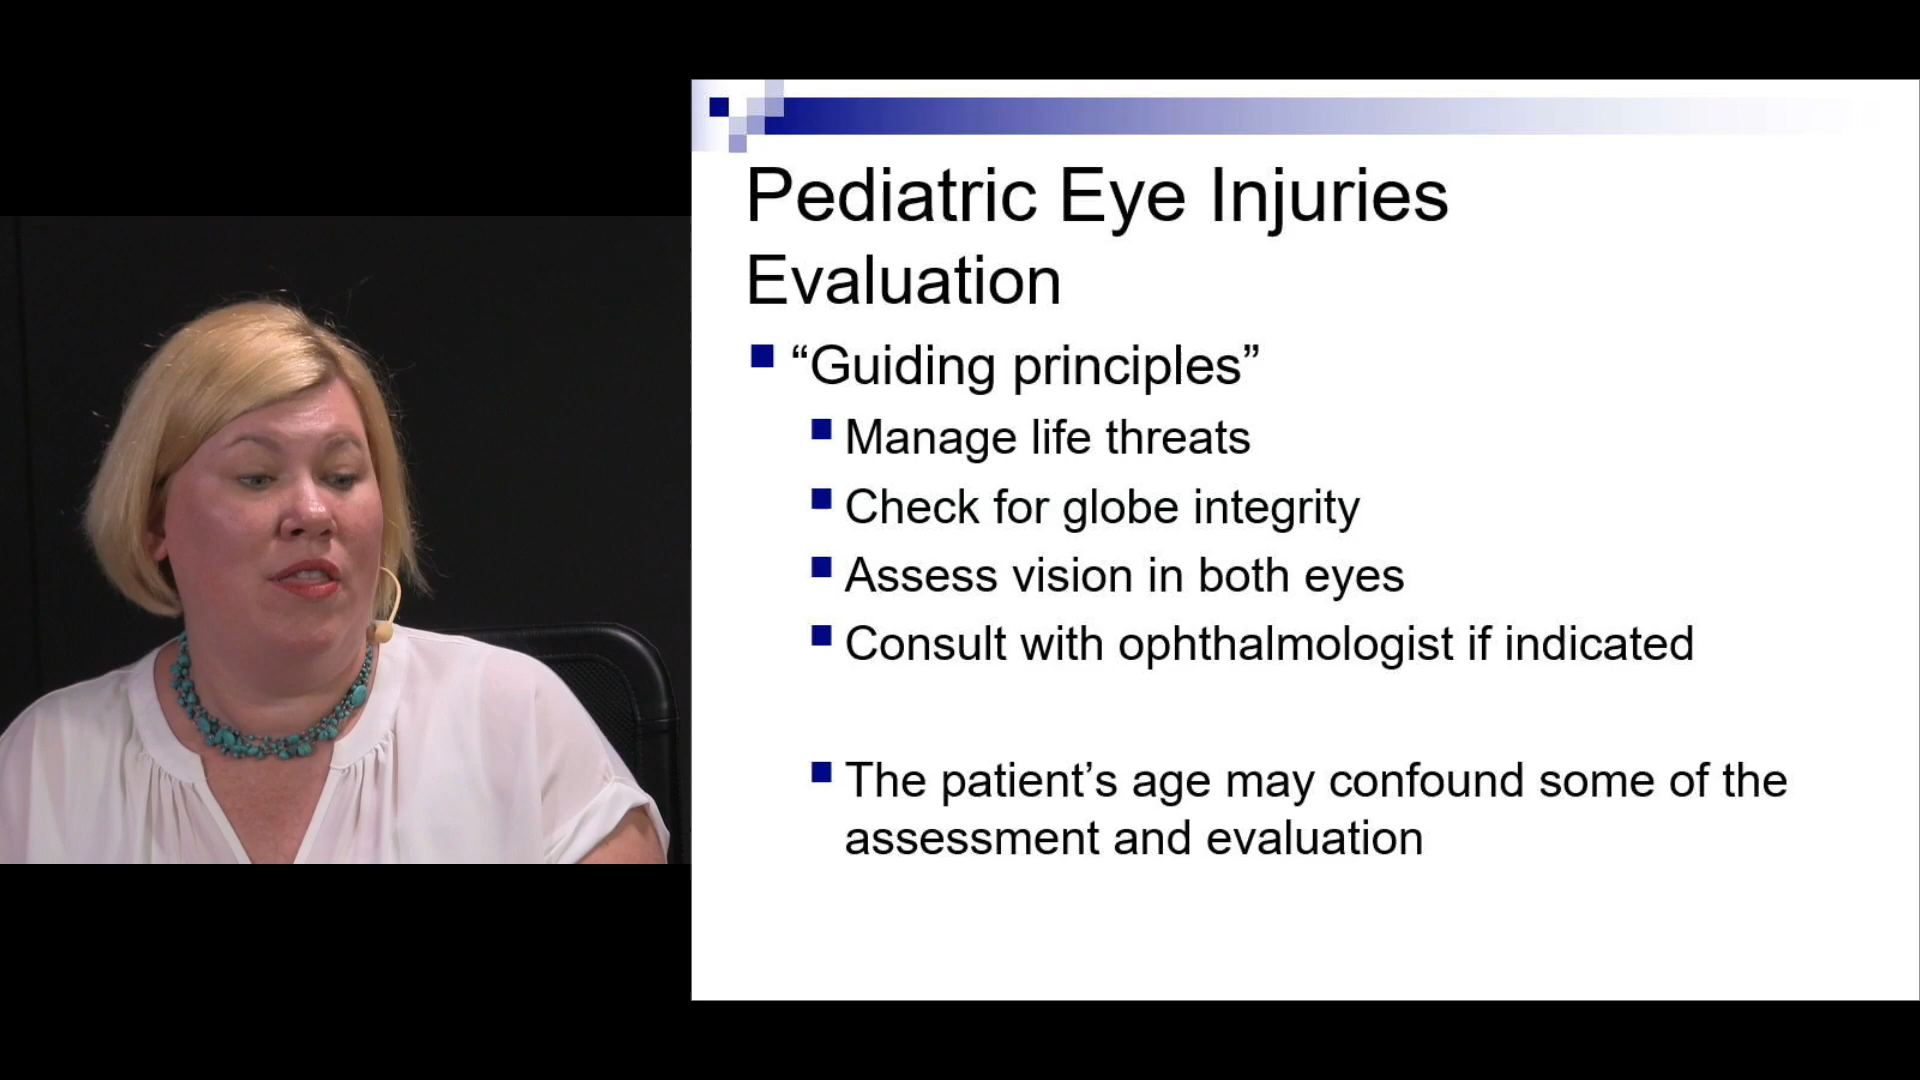 Pediatric Eye Injuries
Evaluation
“Guiding principles”
Manage life threats
Check for globe integrity
Assess vision in both eyes
Consult with ophthalmologist if indicated
The patient’s age may confound some of the
assessment and evaluation